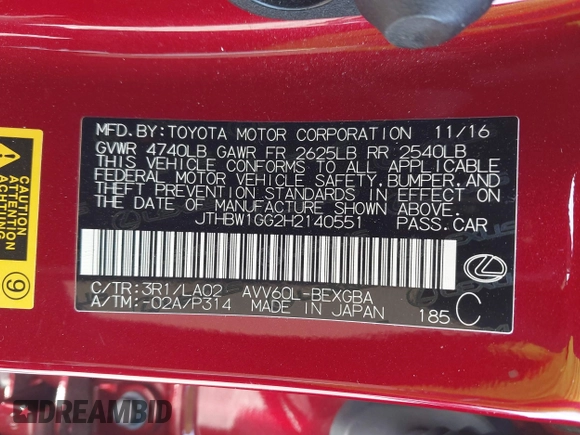 MFD.BY:TOYOTA MOTOR CORPORATION 11/16
GVWR 4740LB GAWR FR 2625LB RR 2540LB
THIS VEHICLE CONFORMS TO ALL APPLICABLE
FEDERAL MOTOR VEHICLE SAFETY,BUMPER,AND
THEFT PREVENTION STANDARDS IN EFFECT
ON THE DATE OF MANUFACTURE SHOWN ABOVE.
JTHBW1GG2H2140551 PASS.CAR
C/TR:3R1/LA02 AVV60L-BEXGBA
A/TM:-02A/P314 MADE IN JAPAN 185 C
CAUTION
ATTENTION
9
DREAMBID